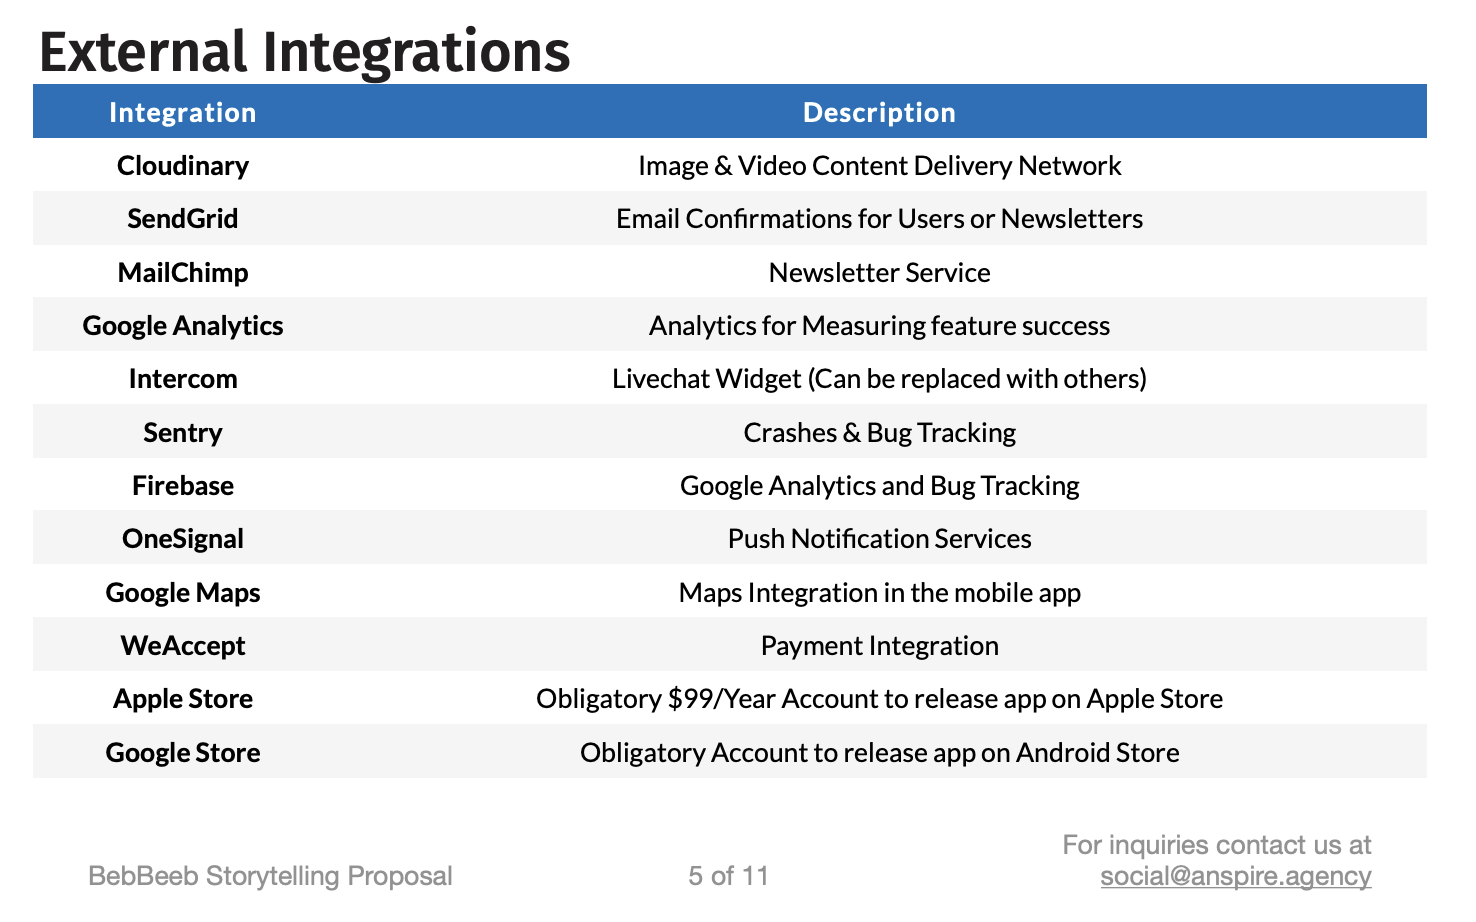 External Integrations
Integration Description
Cloudinary Image & Video Content Delivery Network
SendGrid Email Confirmations for Users or Newsletters
MailChimp Newsletter Service
Google Analytics Analytics for Measuring feature success
Intercom Livechat Widget (Can be replaced with others)
Sentry Crashes & Bug Tracking
Firebase Google Analytics and Bug Tracking
OneSignal Push Notification Services
Google Maps Maps Integration in the mobile app
WeAccept Payment Integration
Apple Store Obligatory $99/Year Account to release app on Apple Store
Google Store Obligatory Account to release app on Android Store
For inquiries contact us at
BebBeeb Storytelling Proposal 5 of 11 social@anspire.agency